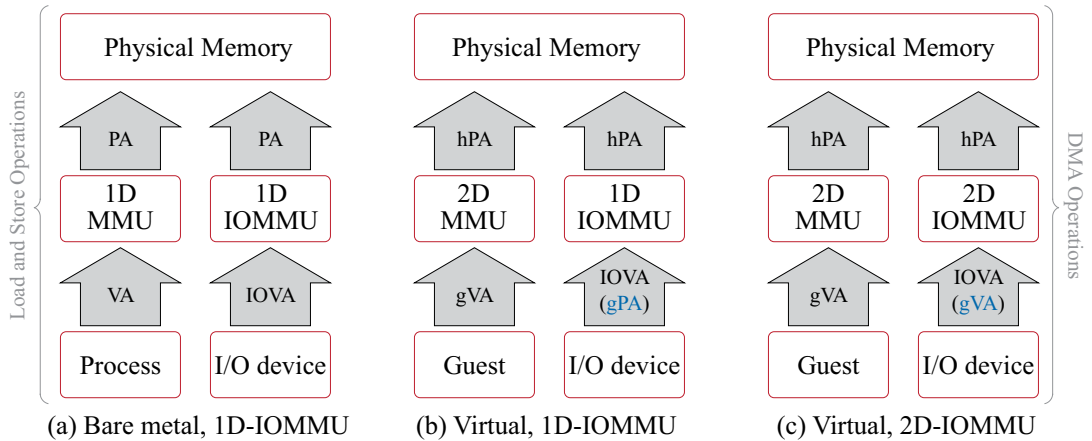 Load and Store Operations
Physical Memory
PA
PA
1D
MMU
1D
IOMMU
VA
IOVA
Process
I/O device
(a) Bare metal, 1D-IOMMU
Physical Memory
hPA
hPA
2D
MMU
1D
IOMMU
gVA
IOVA
(gPA)
Guest
I/O device
(b) Virtual, 1D-IOMMU
Physical Memory
hPA
hPA
2D
MMU
2D
IOMMU
gVA
IOVA
(gVA)
Guest
I/O device
(c) Virtual, 2D-IOMMU
DMA Operations